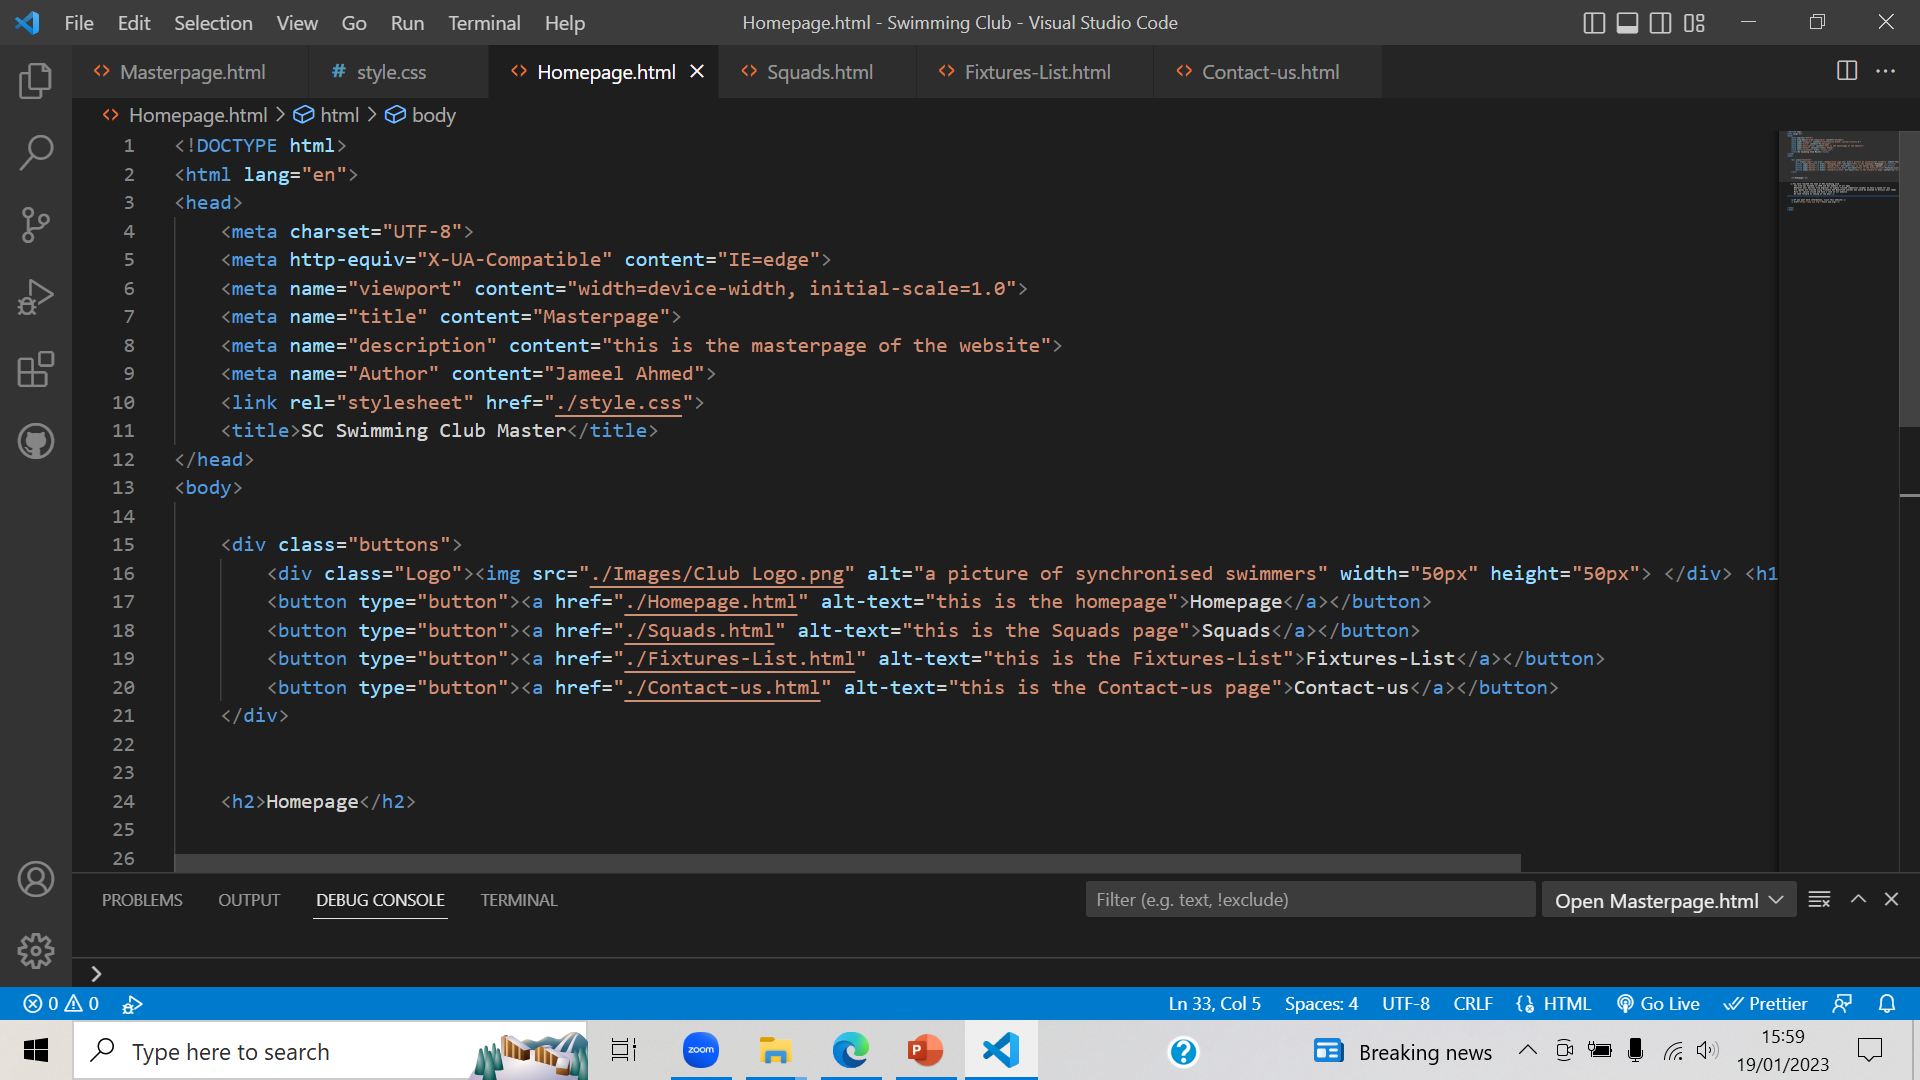 File Edit Selection View Go Run Terminal Help
Homepage.html - Swimming Club - Visual Studio Code
<> Maserpage.html
# style.css
<> Homepage.html ×
<> Squads.html
<> Fixtures-List.html
<> Contact-us.html
<> Homepage.html > html > body
1 <!DOCTYPE html>
2 <html lang="en">
3 <head>
4 <meta charset="UTF-8">
5 <meta http-equiv="X-UA-Compatible" content="IE=edge">
6 <meta name="viewport" content="width=device-width, initial-scale=1.0">
7 <meta name="title" content="Masterpage">
8 <meta name="description" content="this is the masterpage of the website">
9 <meta name="Author" content="Jameel Ahmed">
10 <link rel="stylesheet" href="./style.css">
11 <title>SC Swimming Club Master</title>
12 </head>
13 <body>
14
15 <div class="buttons">
16 <div class="Logo"><img src="./Images/Club Logo.png" alt="a picture of synchronised swimmers" width="50px" height="50px"> </div> <h1
17 <button type="button"><a href="./Homepage.html" alt-text="this is the homepage">Homepage</a></button>
18 <button type="button"><a href="./Squads.html" alt-text="this is the Squads page">Squads</a></button>
19 <button type="button"><a href="./Fixtures-List.html" alt-text="this is the Fixtures-List">Fixtures-List</a></button>
20 <button type="button"><a href="./Contact-us.html" alt-text="this is the Contact-us page">Contact-us</a></button>
21 </div>
22
23
24 <h2>Homepage</h2>
25
26
PROBLEMS OUTPUT DEBUG CONSOLE TERMINAL
Filter (e.g. text, !exclude)
Open Masterpage.html
0 0
Ln 33, Col 5 Spaces: 4 UTF-8 CRLF HTML Go Live Prettier
Type here to search
zoom
P
Breaking news
15:59
19/01/2023